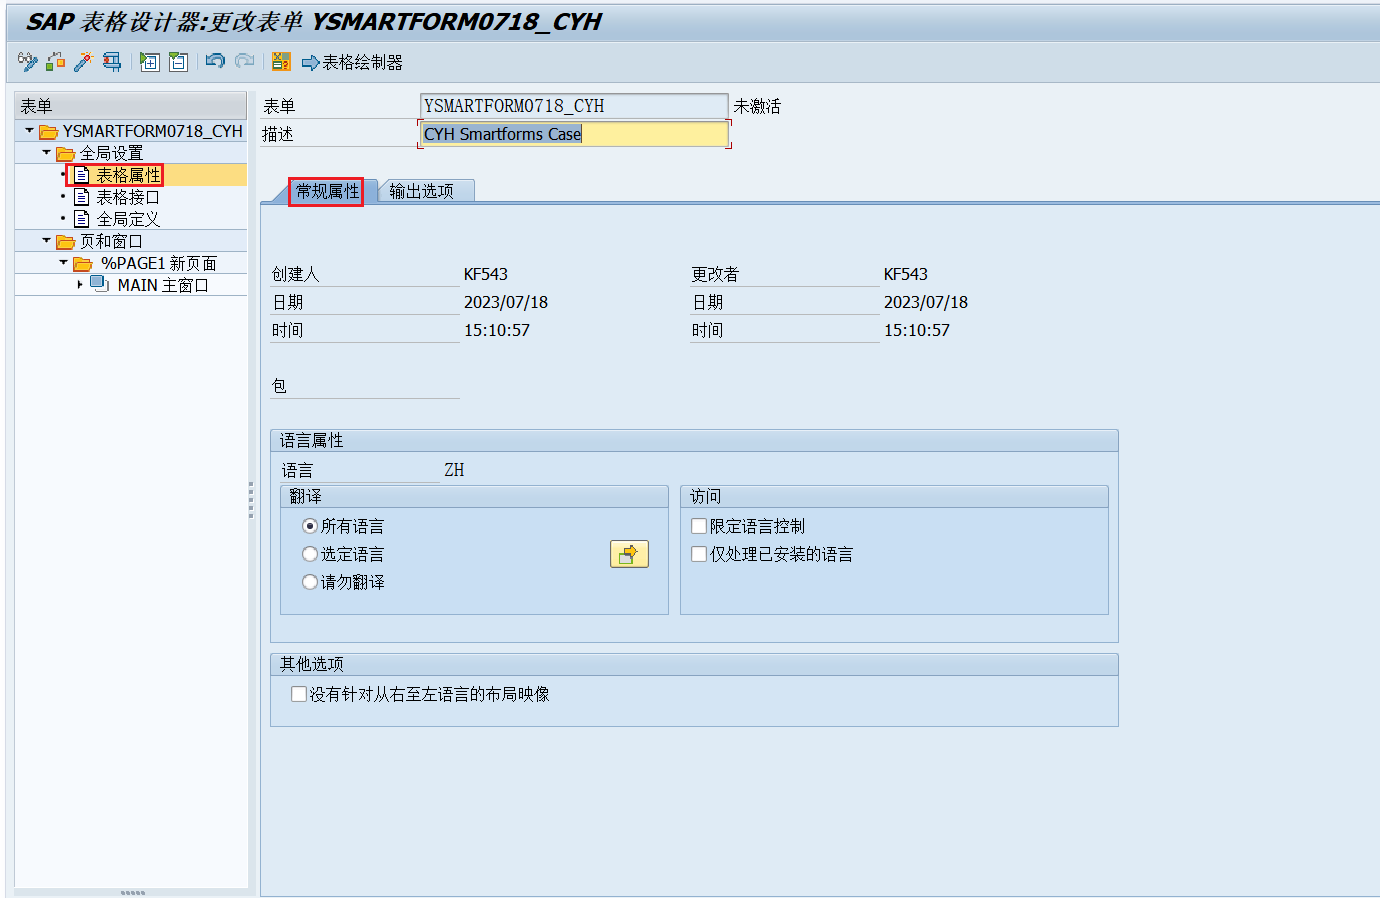 SAP 表格设计器:更改表单 YSMARTFORM0718_CYH
表格绘制器
表单
YSMARTFORM0718_CYH
全局设置
表格属性
表格接口
全局定义
页和窗口
%PAGE1 新页面
MAIN 主窗口
表单 YSMARTFORM0718_CYH 未激活
描述 CYH Smartforms Case
常规属性 输出选项
创建人 KF543 更改者 KF543
日期 2023/07/18 日期 2023/07/18
时间 15:10:57 时间 15:10:57
包
语言属性
语言 ZH
翻译
所有语言
选定语言
请勿翻译
访问
限定语言控制
仅处理已安装的语言
其他选项
没有针对从右至左语言的布局映像